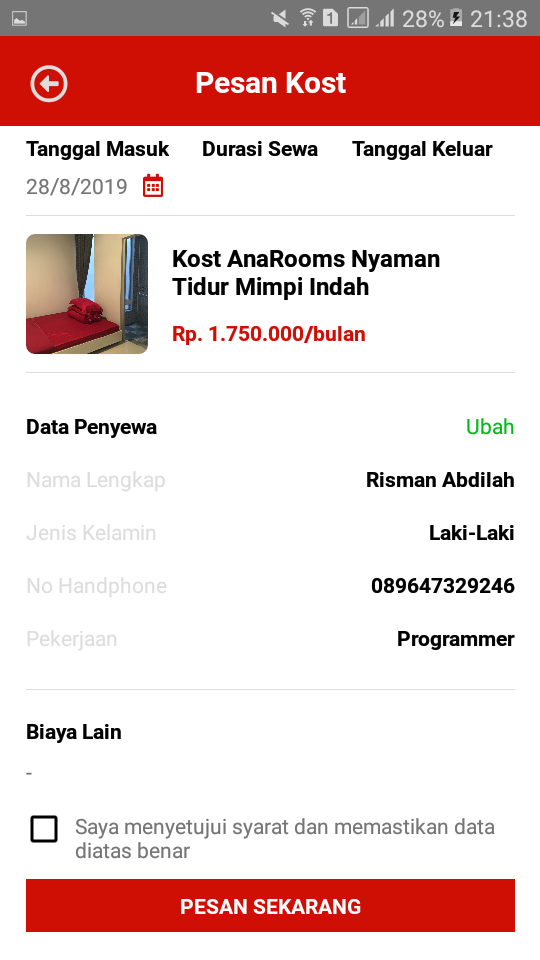 1 28% 21:38
Pesan Kost
Tanggal Masuk Durasi Sewa Tanggal Keluar
28/8/2019
Kost AnaRooms Nyaman
Tidur Mimpi Indah
Rp. 1.750.000/bulan
Data Penyewa Ubah
Nama Lengkap Risman Abdilah
Jenis Kelamin Laki-Laki
No Handphone 089647329246
Pekerjaan Programmer
Biaya Lain
-
Saya menyetujui syarat dan memastikan data
diatas benar
PESAN SEKARANG